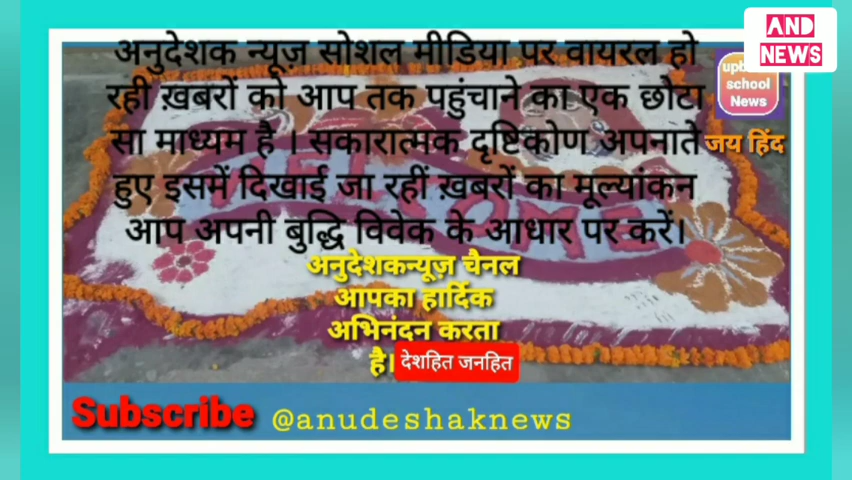 अनुदेशक न्यूज़ सोशल मीडिया पर वायरल हो
रही ख़बरों को आप तक पहुंचाने का एक छोटा
सा माध्यम है । सकारात्मक दृष्टिकोण अपनाते
हुए इसमें दिखाई जा रहीं ख़बरों का मूल्यांकन
आप अपनी बुद्धि विवेक के आधार पर करें।
AND
NEWS
school
News
जय हिंद
WELCOME
अनुदेशकन्यूज़ चैनल
आपका हार्दिक
अभिनंदन करता
है।
देशहित जनहित
Subscribe @anudeshaknews